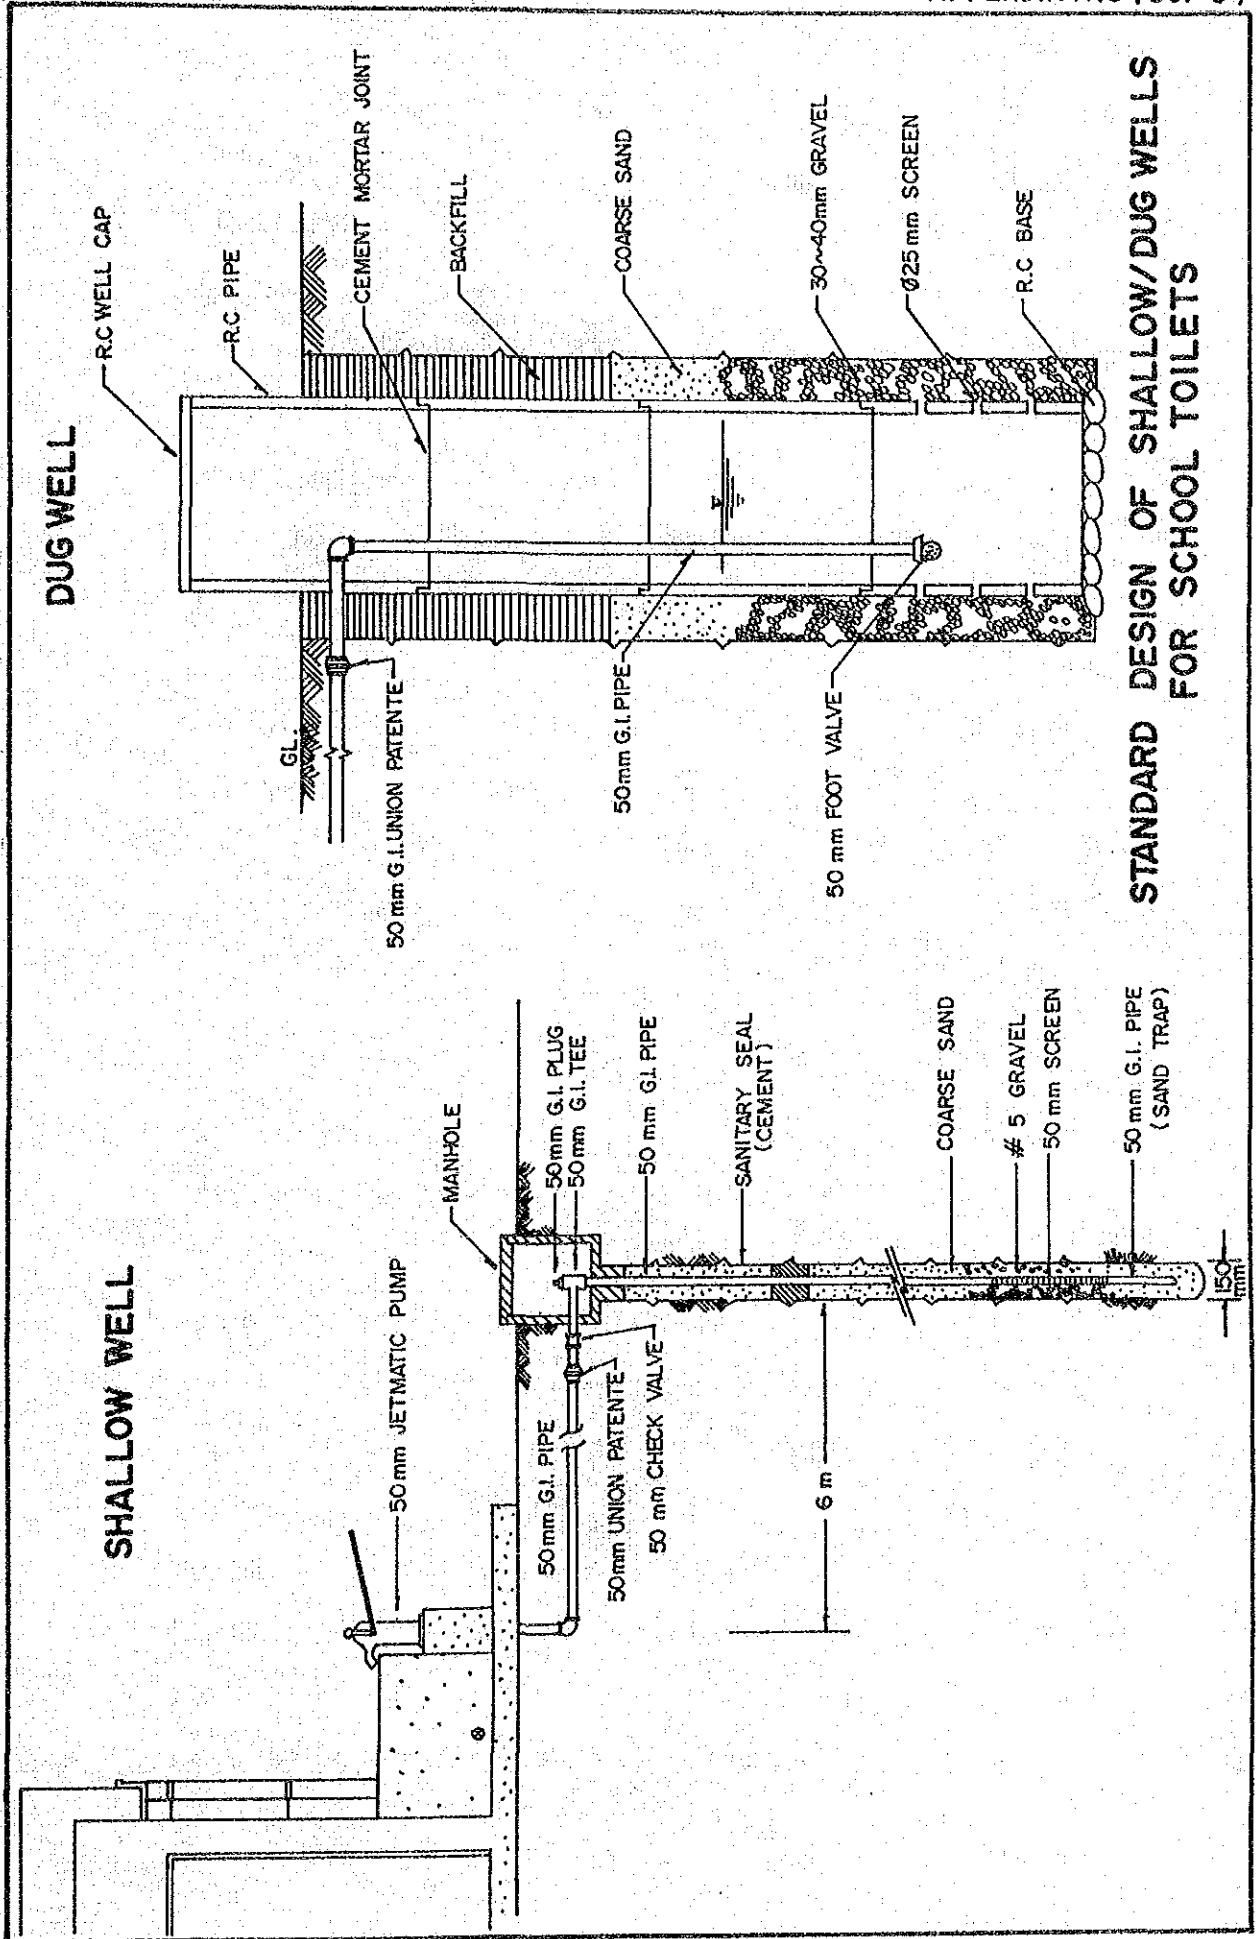 SHALLOW WELL
50mm JETMATIC PUMP
MANHOLE
50mm G.I. PLUG
50mm G.I. TEE
50mm G.I. PIPE
50mm UNION PATENTE
50 mm CHECK VALVE
50 mm G.I. PIPE
SANITARY SEAL
(CEMENT)
6 m
COARSE SAND
# 5 GRAVEL
50 mm SCREEN
50 mm G.I. PIPE
(SAND TRAP)
150
mm
DUG WELL
R.C WELL CAP
R.C PIPE
GL.
CEMENT MORTAR JOINT
50 mm G.I. UNION PATENTE
BACKFILL
COARSE SAND
50mm G.I. PIPE
30~40mm GRAVEL
50 mm FOOT VALVE
Ø25mm SCREEN
R.C BASE
STANDARD DESIGN OF SHALLOW/DUG WELLS
FOR SCHOOL TOILETS